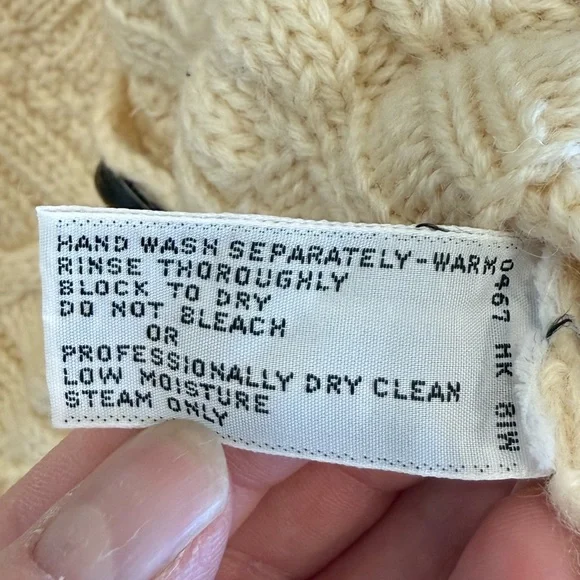 HAND WASH SEPARATELY-WARM
RINSE THOROUGHLY
BLOCK TO DRY
DO NOT BLEACH
OR
PROFESSIONALLY DRY CLEAN
LOW MOISTURE
STEAM ONLY
0467 MK 81W